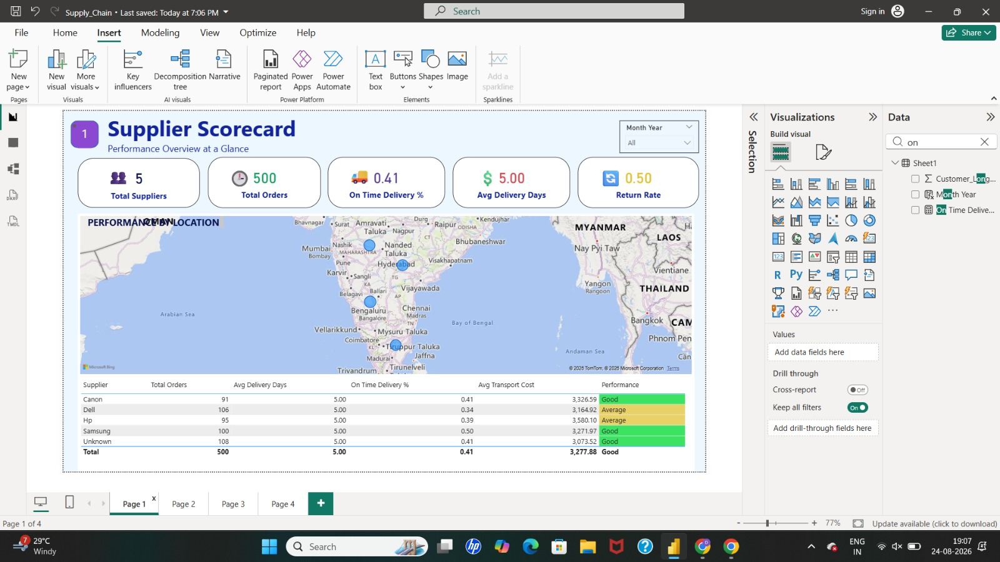 Supply_Chain • Last saved: Today at 7:06 PM
Search
Sign in
File Home Insert Modeling View Optimize Help
Share
New page
New visual
More visuals
Key influencers
Decomposition tree
Narrative
Paginated report
Power Apps
Power Automate
Text box
Buttons
Shapes
Image
Add a sparkline
Pages Visuals AI visuals Power Platform Elements Sparklines
DAX
TMDL
1
Supplier Scorecard
Performance Overview at a Glance
Month Year
All
5
Total Suppliers
500
Total Orders
0.41
On Time Delivery %
$ 5.00
Avg Delivery Days
0.50
Return Rate
PERFORMANCE BY LOCATION
OMAN
Bhavnagar
Surat
Amravati Taluka
Nagpur
Durg
Raipur
ODISHA
Kendujhar
CT
Bhubaneshwar
Mumbai
Bombay
Nashik
MAHARASHTRA
Nanded Taluka
Pune
Hyderabad
Visakhapatnam
Karvir
Sangli
TG
KA
Belagavi
Ballari
AP
Vijayawada
Bengaluru
Bangalore
Chennai
Madras
TN
Vellarikkund
Mysuru Taluka
Coimbatore
KL
Tiruppur Taluka
Jaffna
Madurai
Tirunelveli
Trivandrum
Arabian Sea
Bay of Bengal
Andaman Sea
MYANMAR
Nay Pyi Taw
LAOS
Vientiane
Yangon
Rangoon
THAILAND
Bangkok
CAM
Phnom Pen
Cần
Microsoft Bing
© 2026 TomTom, © 2026 Microsoft Corporation Terms
Supplier Total Orders Avg Delivery Days On Time Delivery % Avg Transport Cost Performance
Canon 91 5.00 0.41 3,326.59 Good
Dell 106 5.00 0.34 3,164.92 Average
Hp 95 5.00 0.39 3,580.10 Average
Samsung 100 5.00 0.50 3,271.97 Good
Unknown 108 5.00 0.41 3,073.52 Good
Total 500 5.00 0.41 3,277.88 Good
Selection
Visualizations
Build visual
123
123
R Py
...
Values
Add data fields here
Drill through
Cross-report Off
Keep all filters On
Add drill-through fields here
Data
on
Sheet1
Customer_Long...
Month Year
On Time Delive...
Page 1 x
Page 2
Page 3
Page 4
+
Page 1 of 4
- + 77%
Update available (click to download)
7
29°C
Windy
Search
hp
ENG
IN
19:07
24-08-2026